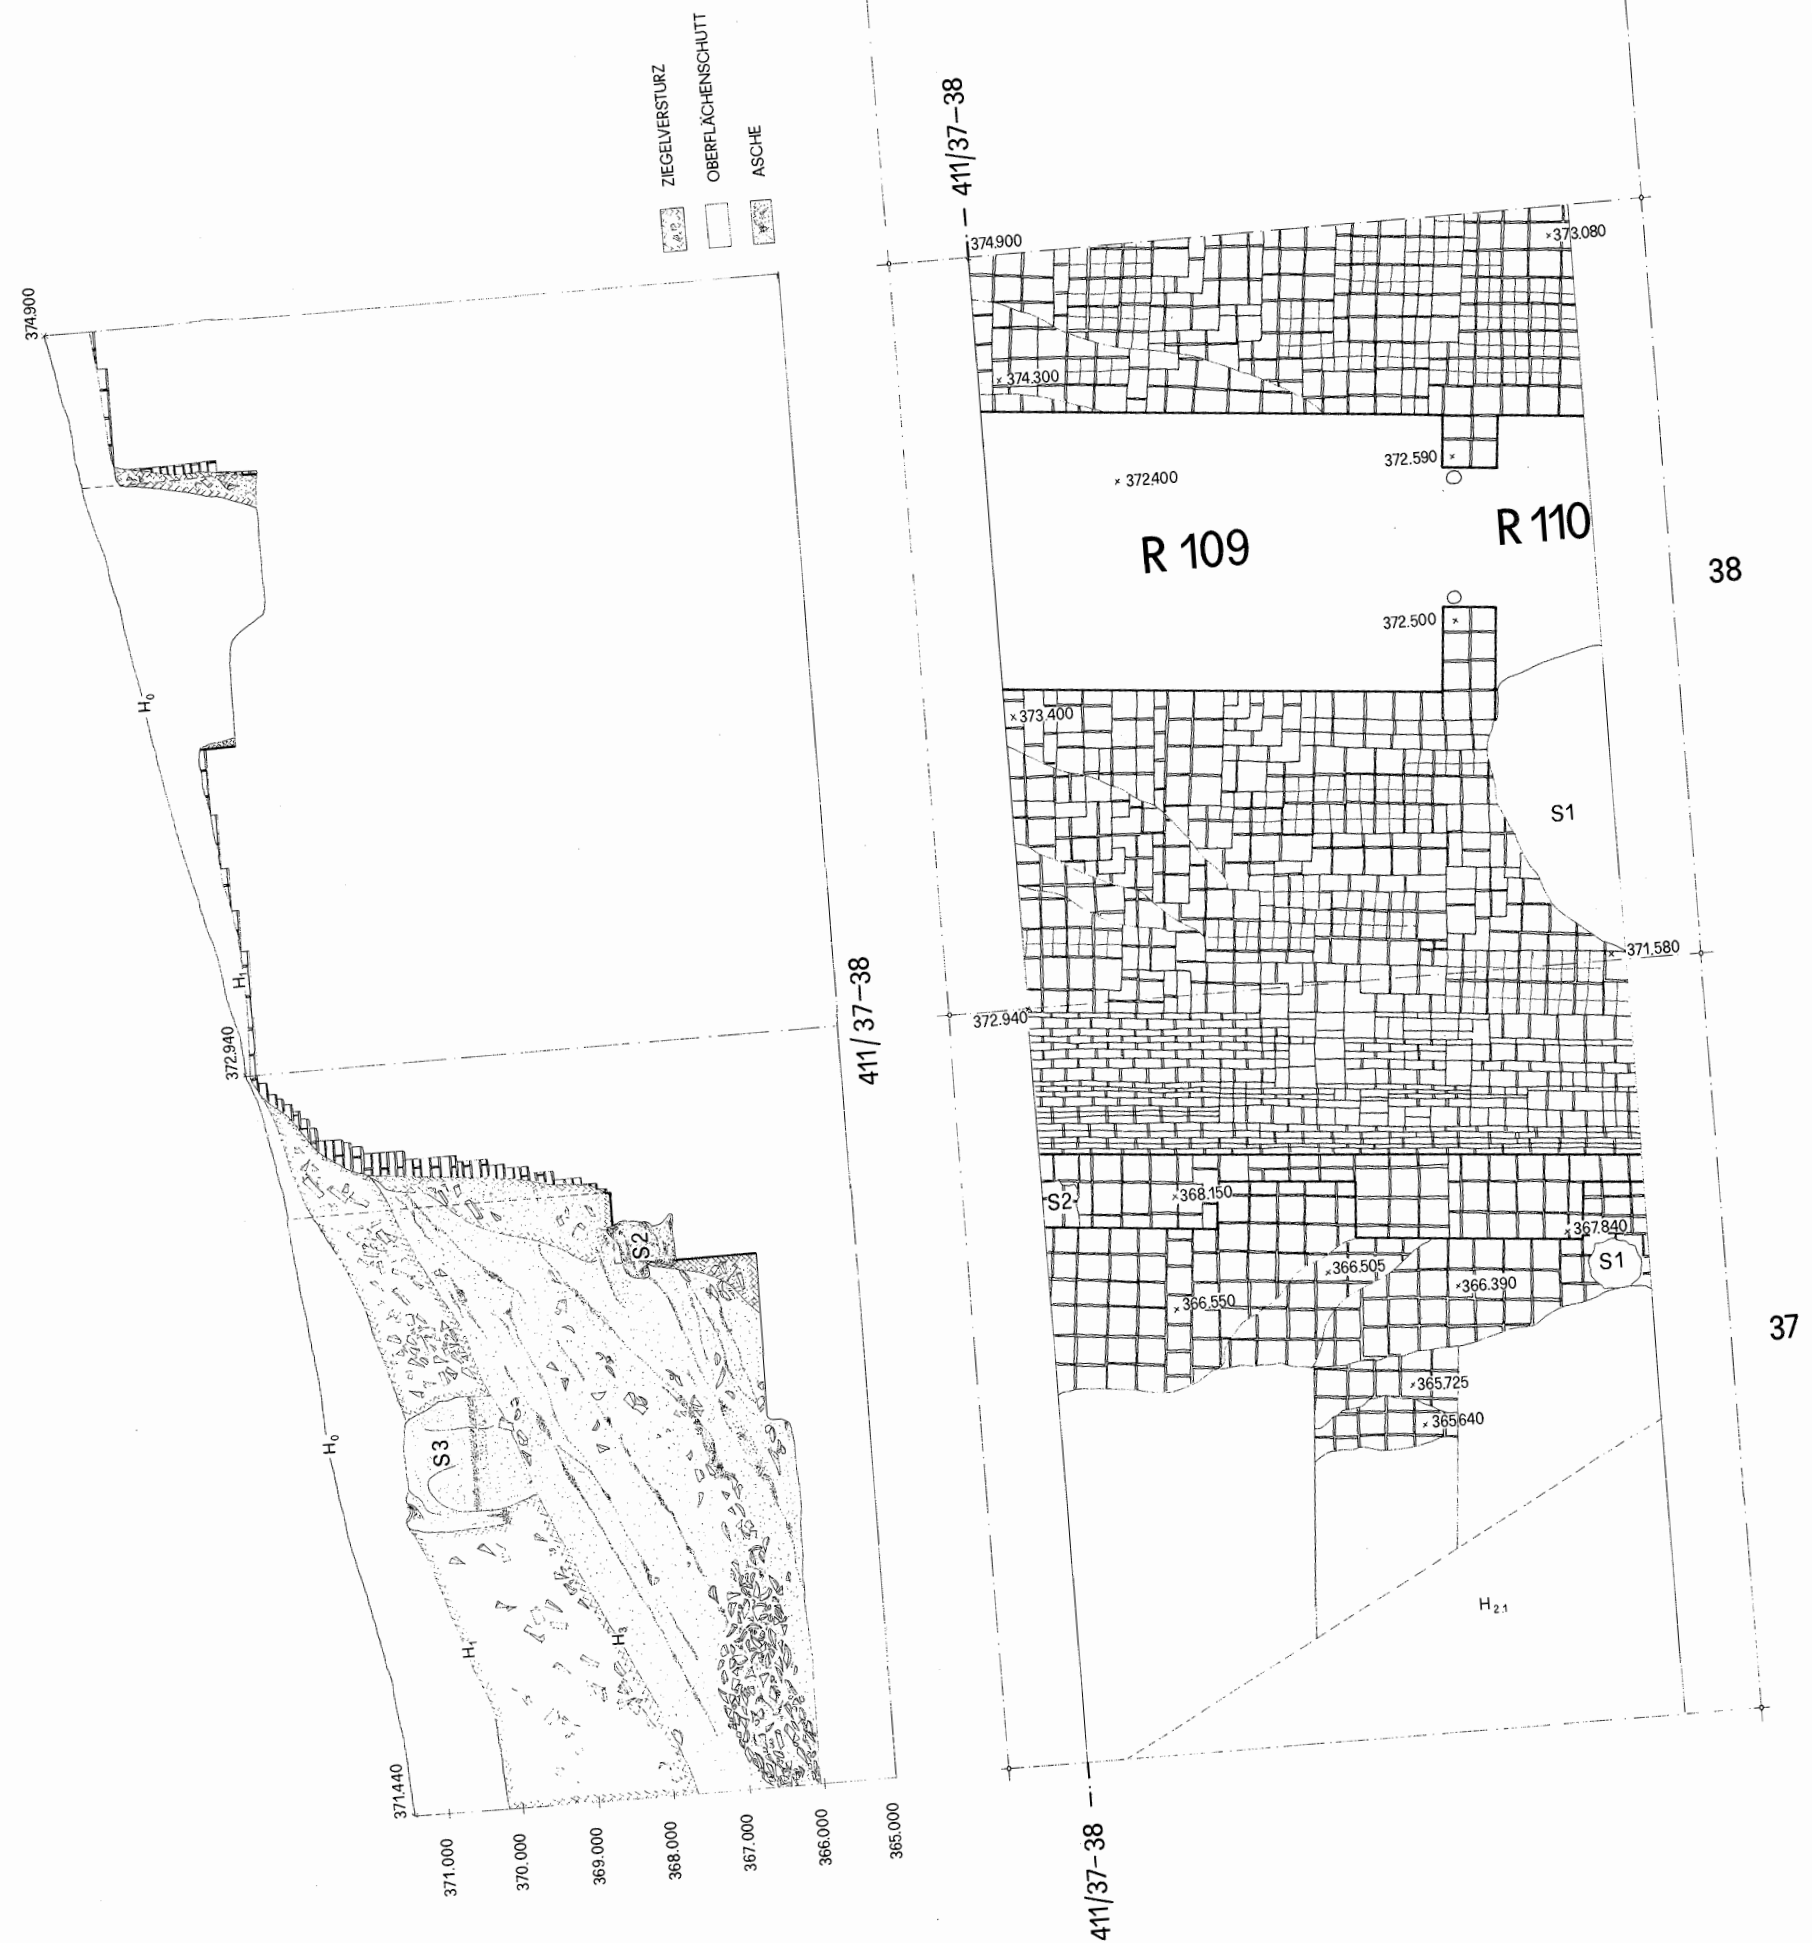 ZIEGELVERSTURZ
OBERFLÄCHENSCHUTT
ASCHE
374.900
H0
H1
372.940
S2
S3
H0
H1
H3
371.440
371.000
370.000
369.000
368.000
367.000
366.000
365.000
411/37-38
411/37-38
374.900
373.080
374.300
372.590
372400
R 109
R 110
38
372.500
373.400
S1
371.580
372.940
S2
368.150
367.840
S1
366.505
366.390
366.550
37
365.725
365640
H2.1
411/37-38